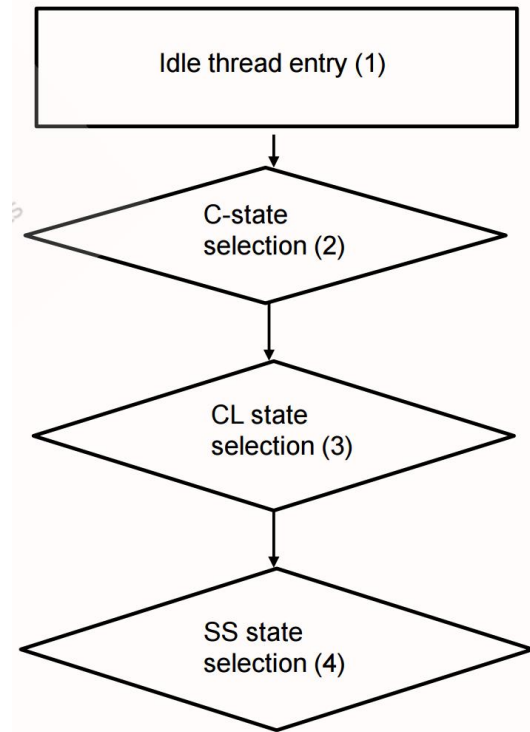 Idle thread entry (1)
C-state
selection (2)
CL state
selection (3)
SS state
selection (4)